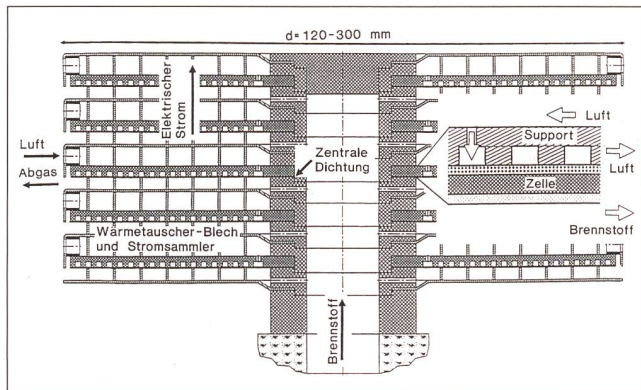 d= 120-300 mm
Elektrischer
Strom
Luft
Support
Luft
Zelle
Luft
Abgas
Zentrale
Dichtung
Brennstoff
Wärmetauscher-Blech
und Stromsammler
Brennstoff